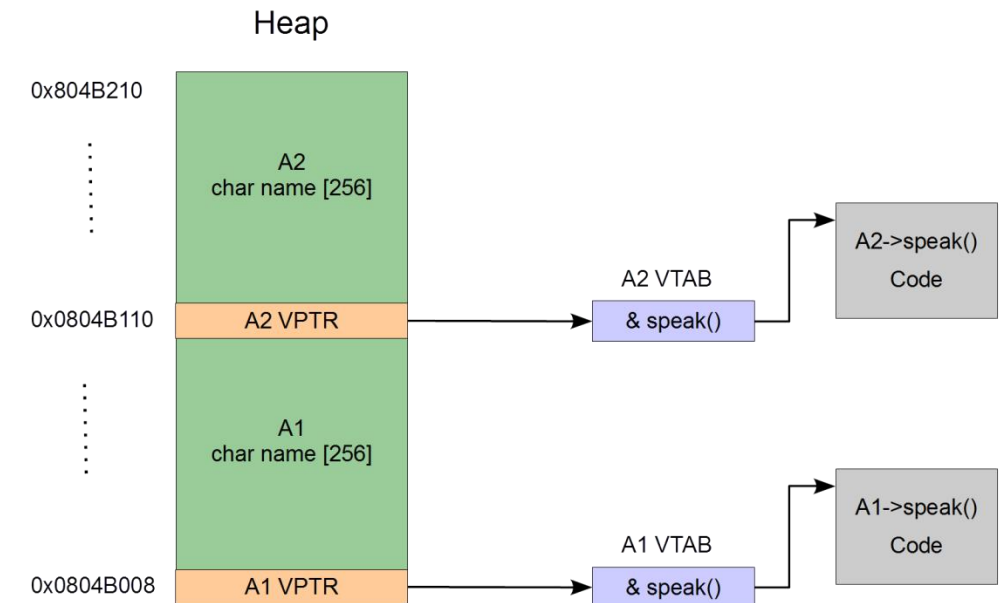 Heap
0x804B210
A2
char name [256]
A2->speak()
Code
A2 VTAB
0x0804B110
A2 VPTR
& speak()
A1
char name [256]
A1->speak()
Code
A1 VTAB
0x0804B008
A1 VPTR
& speak()